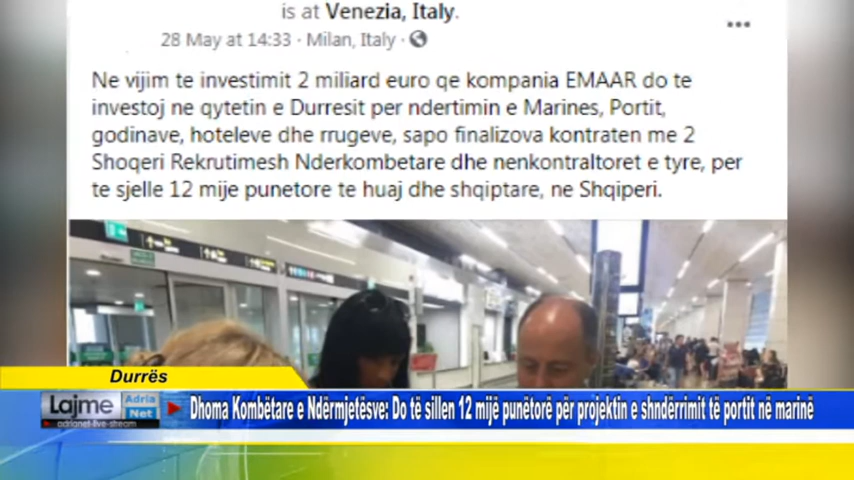 is at Venezia, Italy.
28 May at 14:33 · Milan, Italy ·
Ne vijim te investimit 2 miliard euro qe kompania EMAAR do te
investoj ne qytetin e Durresit per ndertimin e Marines, Portit,
godinave, hoteleve dhe rrugeve, sapo finalizova kontraten me 2
Shoqeri Rekrutimesh Nderkombetare dhe nenkontraltoret e tyre, per
te sjelle 12 mije punetore te huaj dhe shqiptare, ne Shqiperi.
Durrës
Lajme Adria Net
Dhoma Kombëtare e Ndërmjetësve: Do të sillen 12 mijë punëtorë për projektin e shndërrimit të portit në marinë
adrianet-live-stream